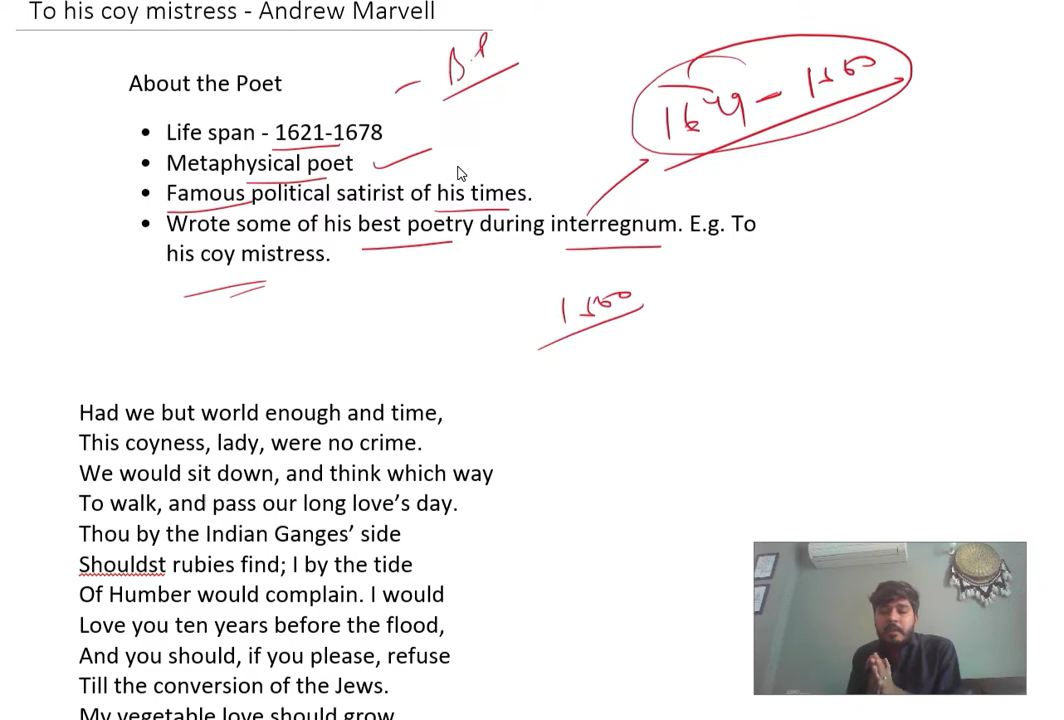 To his coy mistress - Andrew Marvell
About the Poet
• Life span - 1621-1678
• Metaphysical poet
• Famous political satirist of his times.
• Wrote some of his best poetry during interregnum. E.g. To
his coy mistress.
1649 -
Had we but world enough and time,
This coyness, lady, were no crime.
We would sit down, and think which way
To walk, and pass our long love’s day.
Thou by the Indian Ganges’ side
Shouldst rubies find; I by the tide
Of Humber would complain. I would
Love you ten years before the flood,
And you should, if you please, refuse
Till the conversion of the Jews.
My vegetable love should grow